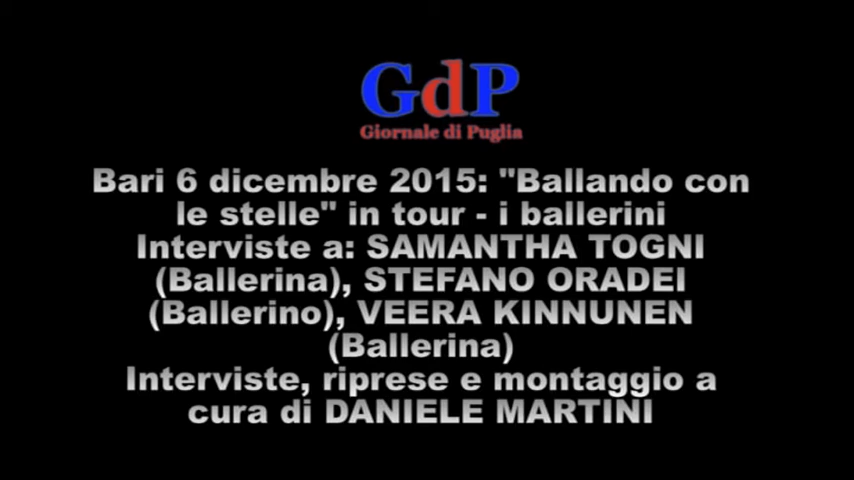 GdP
Giornale di Puglia
Bari 6 dicembre 2015: "Ballando con
le stelle" in tour - i ballerini
Interviste a: SAMANTHA TOGNI
(Ballerina), STEFANO ORADEI
(Ballerino), VEERA KINNUNEN
(Ballerina)
Interviste, riprese e montaggio a
cura di DANIELE MARTINI